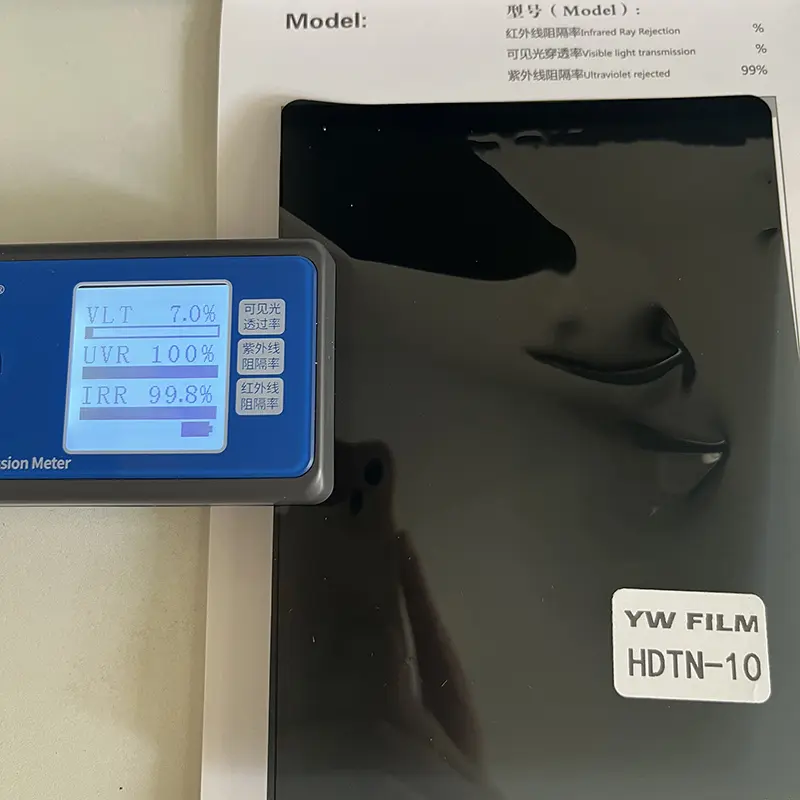 Model:
型号（Model）:
红外线阻隔率Infrared Ray Rejection %
可见光穿透率Visible light transmission %
紫外线阻隔率Ultraviolet rejected 99%
®
VLT 7.0%
UVR 100%
IRR 99.8%
可见光
透过率
紫外线
阻隔率
红外线
阻隔率
sion Meter
YW FILM
HDTN-10